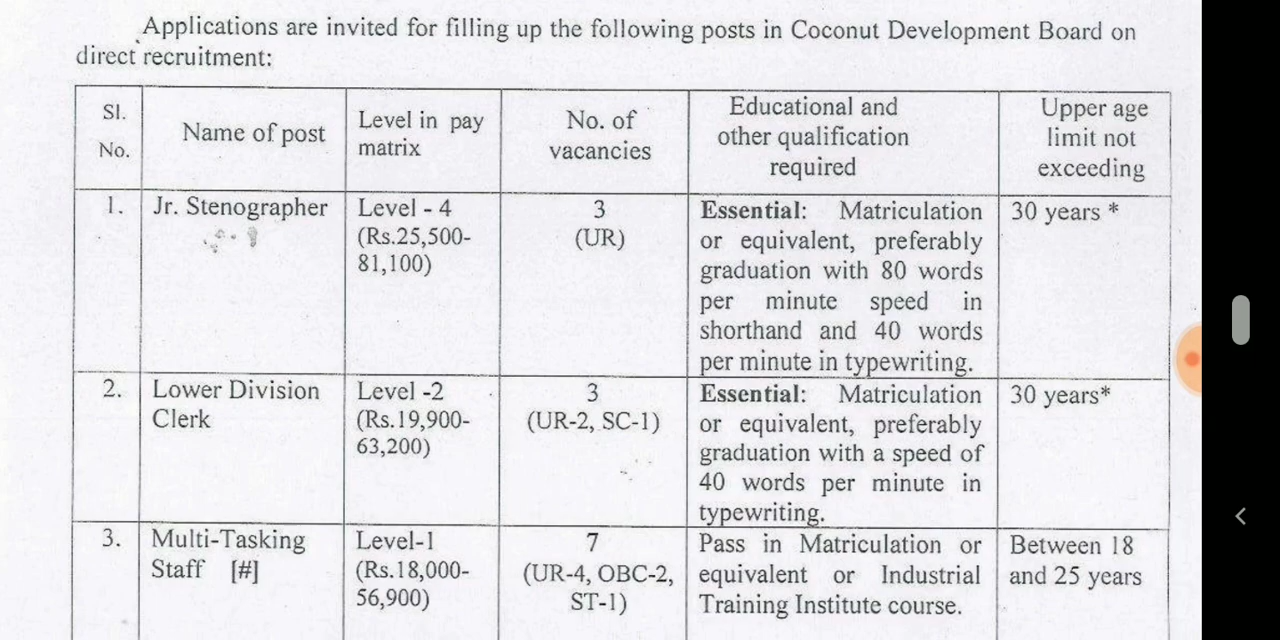 Applications are invited for filling up the following posts in Coconut Development Board on
direct recruitment:
Sl.
No.
Name of post
Level in pay
matrix
No. of
vacancies
Educational and
other qualification
required
Upper age
limit not
exceeding
1.
Jr. Stenographer
Level - 4
(Rs.25,500-
81,100)
3
(UR)
Essential: Matriculation
or equivalent, preferably
graduation with 80 words
per minute speed in
shorthand and 40 words
per minute in typewriting.
30 years *
2.
Lower Division
Clerk
Level -2
(Rs.19,900-
63,200)
3
(UR-2, SC-1)
Essential: Matriculation
or equivalent, preferably
graduation with a speed of
40 words per minute in
typewriting.
30 years*
3.
Multi-Tasking
Staff [#]
Level-1
(Rs.18,000-
56,900)
7
(UR-4, OBC-2,
ST-1)
Pass in Matriculation or
equivalent or Industrial
Training Institute course.
Between 18
and 25 years